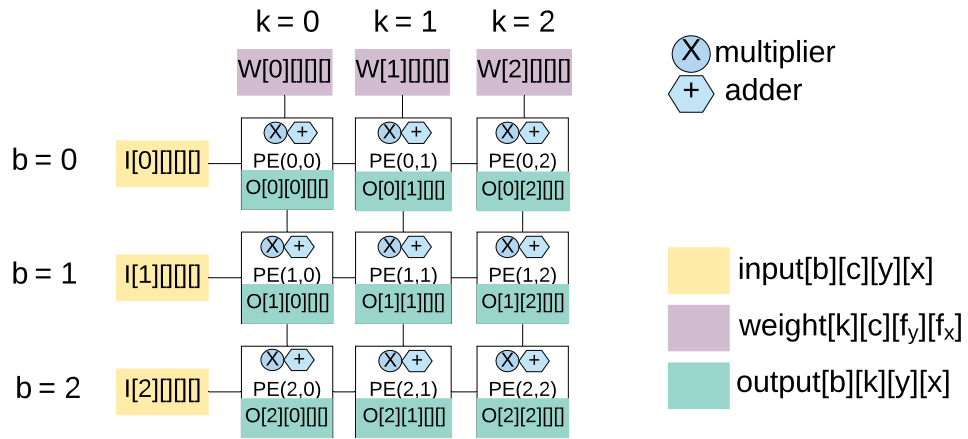 k = 0 k = 1 k = 2
W[0][][][] W[1][][][] W[2][][][]
X multiplier
+ adder
X + X + X +
b = 0 I[0][][][] PE(0,0) PE(0,1) PE(0,2)
O[0][0][][] O[0][1][][] O[0][2][][]
X + X + X +
b = 1 I[1][][][] PE(1,0) PE(1,1) PE(1,2)
O[1][0][][] O[1][1][][] O[1][2][][]
X + X + X +
b = 2 I[2][][][] PE(2,0) PE(2,1) PE(2,2)
O[2][0][][] O[2][1][][] O[2][2][][]
input[b][c][y][x]
weight[k][c][fy][fx]
output[b][k][y][x]